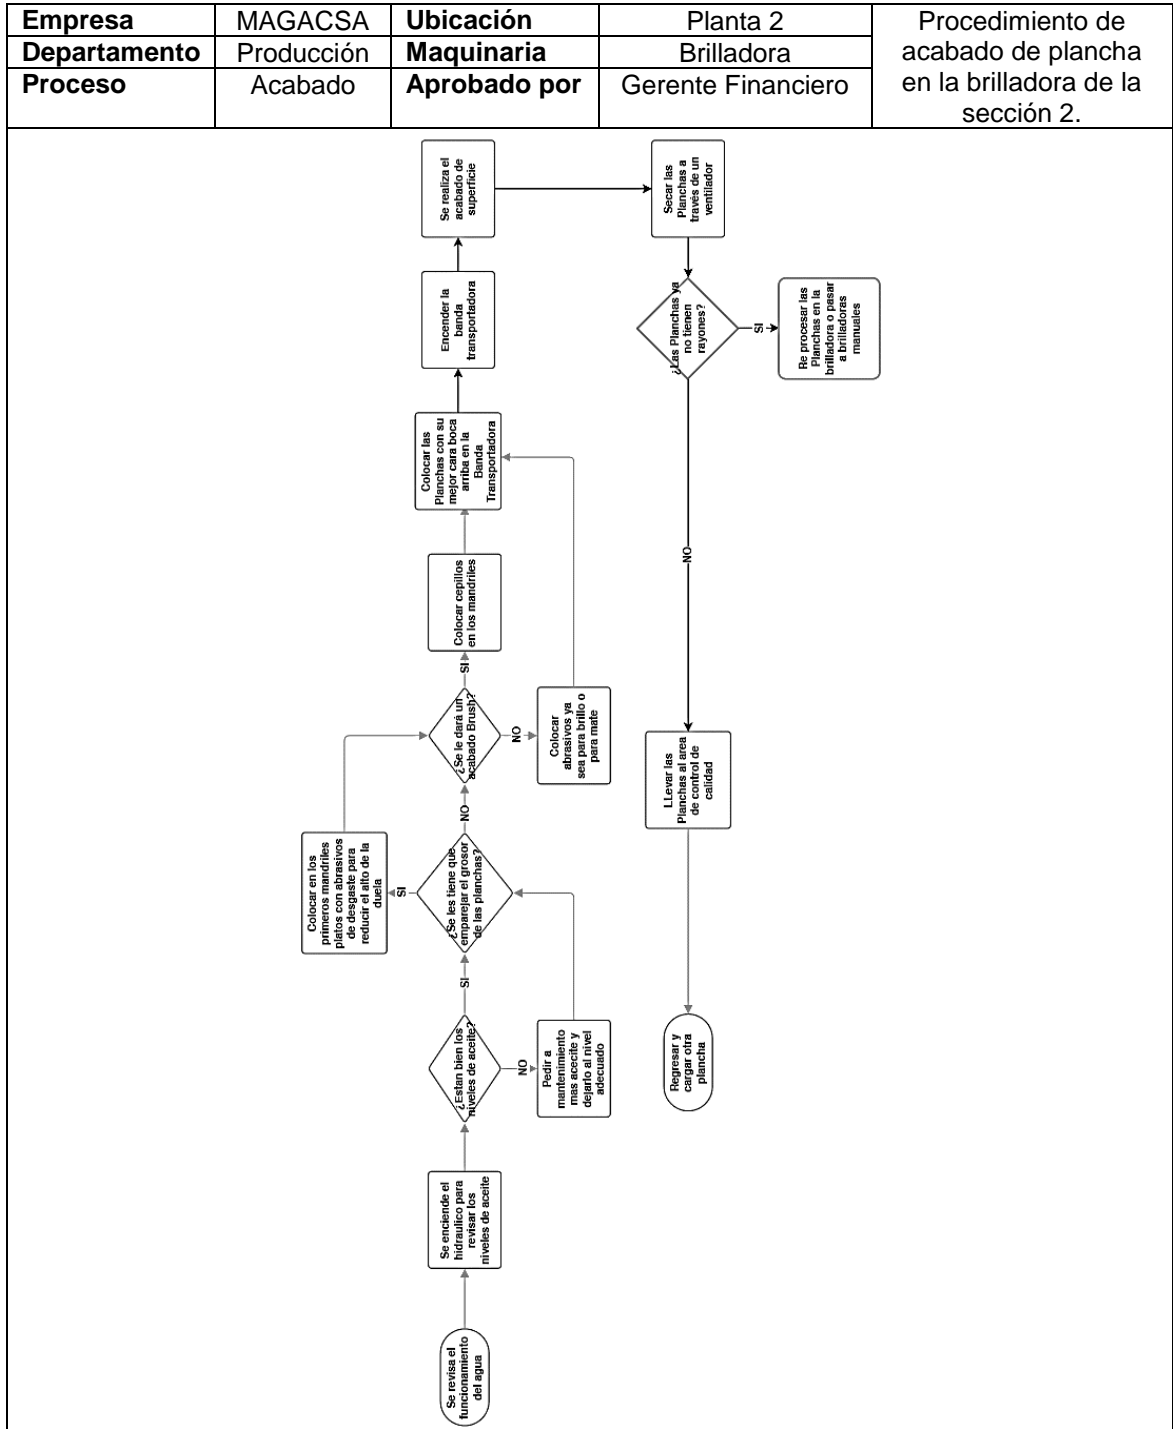 Empresa MAGACSA Ubicación Planta 2
Departamento Producción Maquinaria Brilladora
Proceso Acabado Aprobado por Gerente Financiero
Procedimiento de
acabado de plancha
en la brilladora de la
sección 2.
Se revisa el
funcionamiento
del agua
Se enciende el
hidraulico para
revisar los
niveles de aceite
¿Estan bien los
niveles de aceite?
NO
Pedir a
mantenimiento
mas acecite y
dejarlo al nivel
adecuado
SI
¿Se les tiene que
emparejar el grosor
de las planchas?
SI
Colocar en los
primeros mandriles
platos con abrasivos
de desgaste para
reducir el alto de la
duela
NO
¿Se le dará un
acabado Brush?
NO
Colocar
abrasivos ya
sea para brillo o
para mate
SI
Colocar cepillos
en los mandriles
Colocar las
Planchas con su
mejor cara boca
arriba en la
Banda
Transportadora
Encender la
banda
transportadora
Se realiza el
acabado de
superficie
Secar las
Planchas a
través de un
ventilador
¿Las Planchas ya
no tienen
rayones?
SI
Re procesar las
Planchas en la
brilladora o pasar
a brilladoras
manuales
NO
LLevar las
Planchas al area
de control de
calidad
Regresar y
cargar otra
plancha